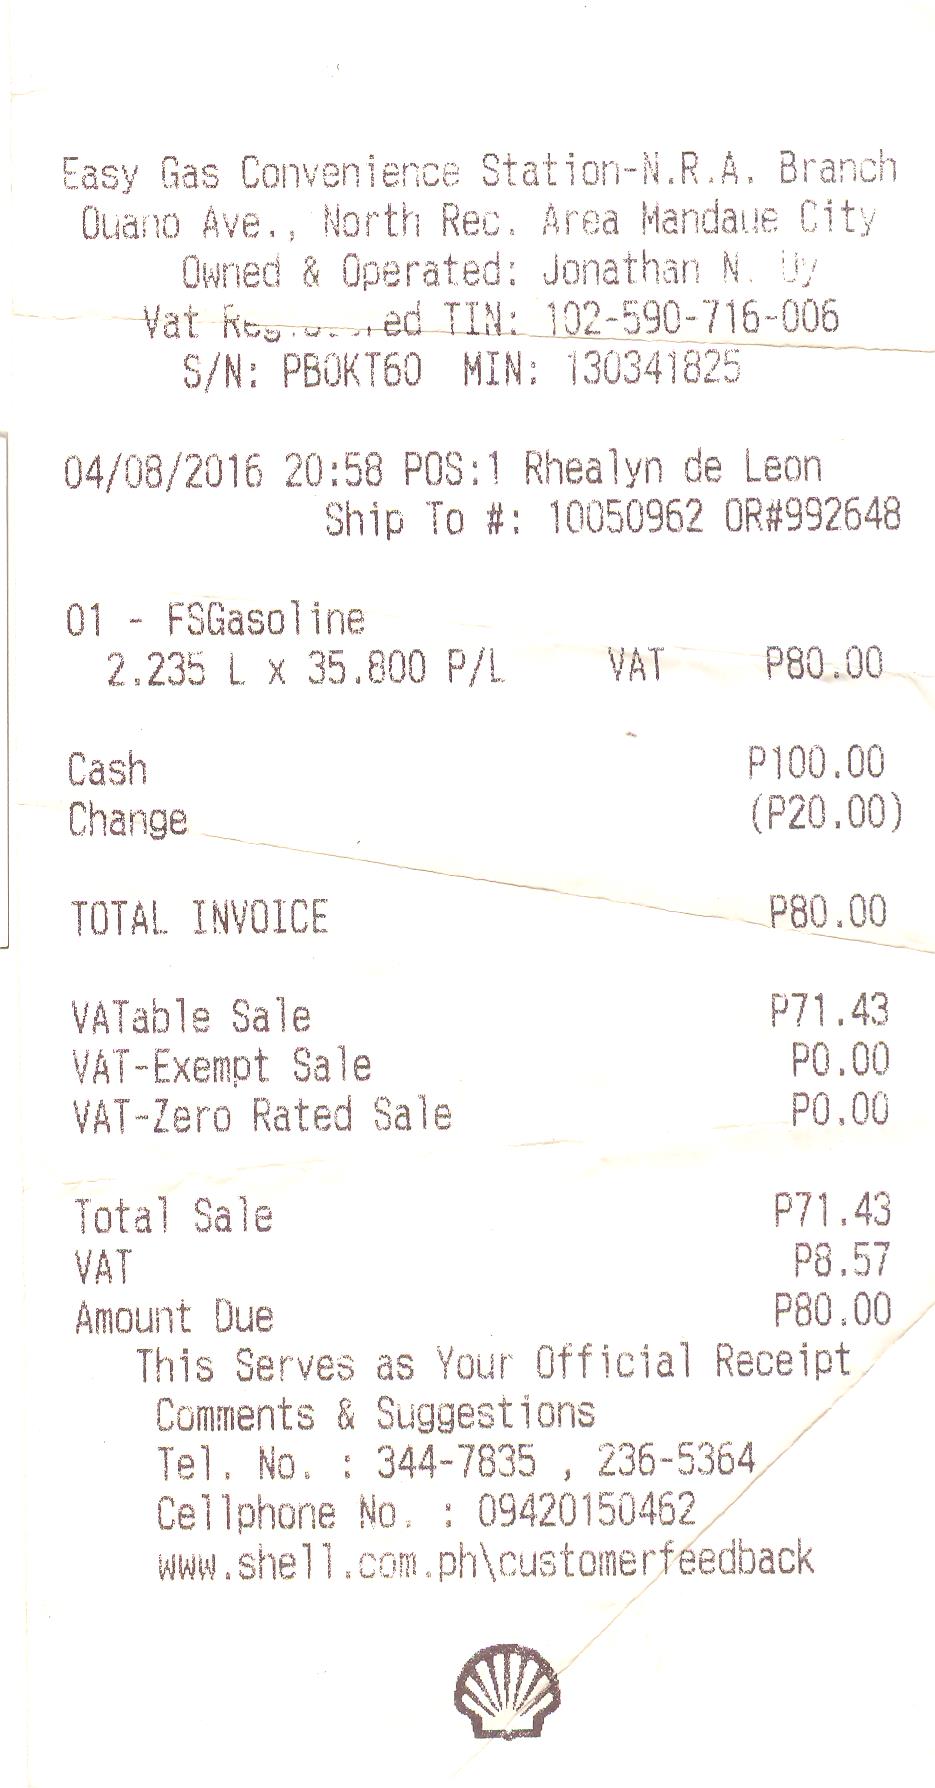 Easy Gas Convenience Station-N.R.A. Branch
Ouano Ave., North Rec. Area Mandaue City
Owned & Operated: Jonathan N. Uy
Vat TIN: 102-590-716-006
S/N: PBOKT60 MIN: 130341825
04/08/2016 20:58 POS:1 Rhealyn de Leon
Ship To #: 10050962 OR#992648
01 - FSGasoline
2.235 L x 35.800 P/L VAT P80.00
Cash P100.00
Change (P20.00)
TOTAL INVOICE P80.00
VATable Sale P71.43
VAT-Exempt Sale P0.00
VAT-Zero Rated Sale P0.00
Total Sale P71.43
VAT P8.57
Amount Due P80.00
This Serves as Your Official Receipt
Comments & Suggestions
Tel. No. : 344-7835 , 236-5364
Cellphone No. : 09420150462
www.shell.com.ph\customerfeedback